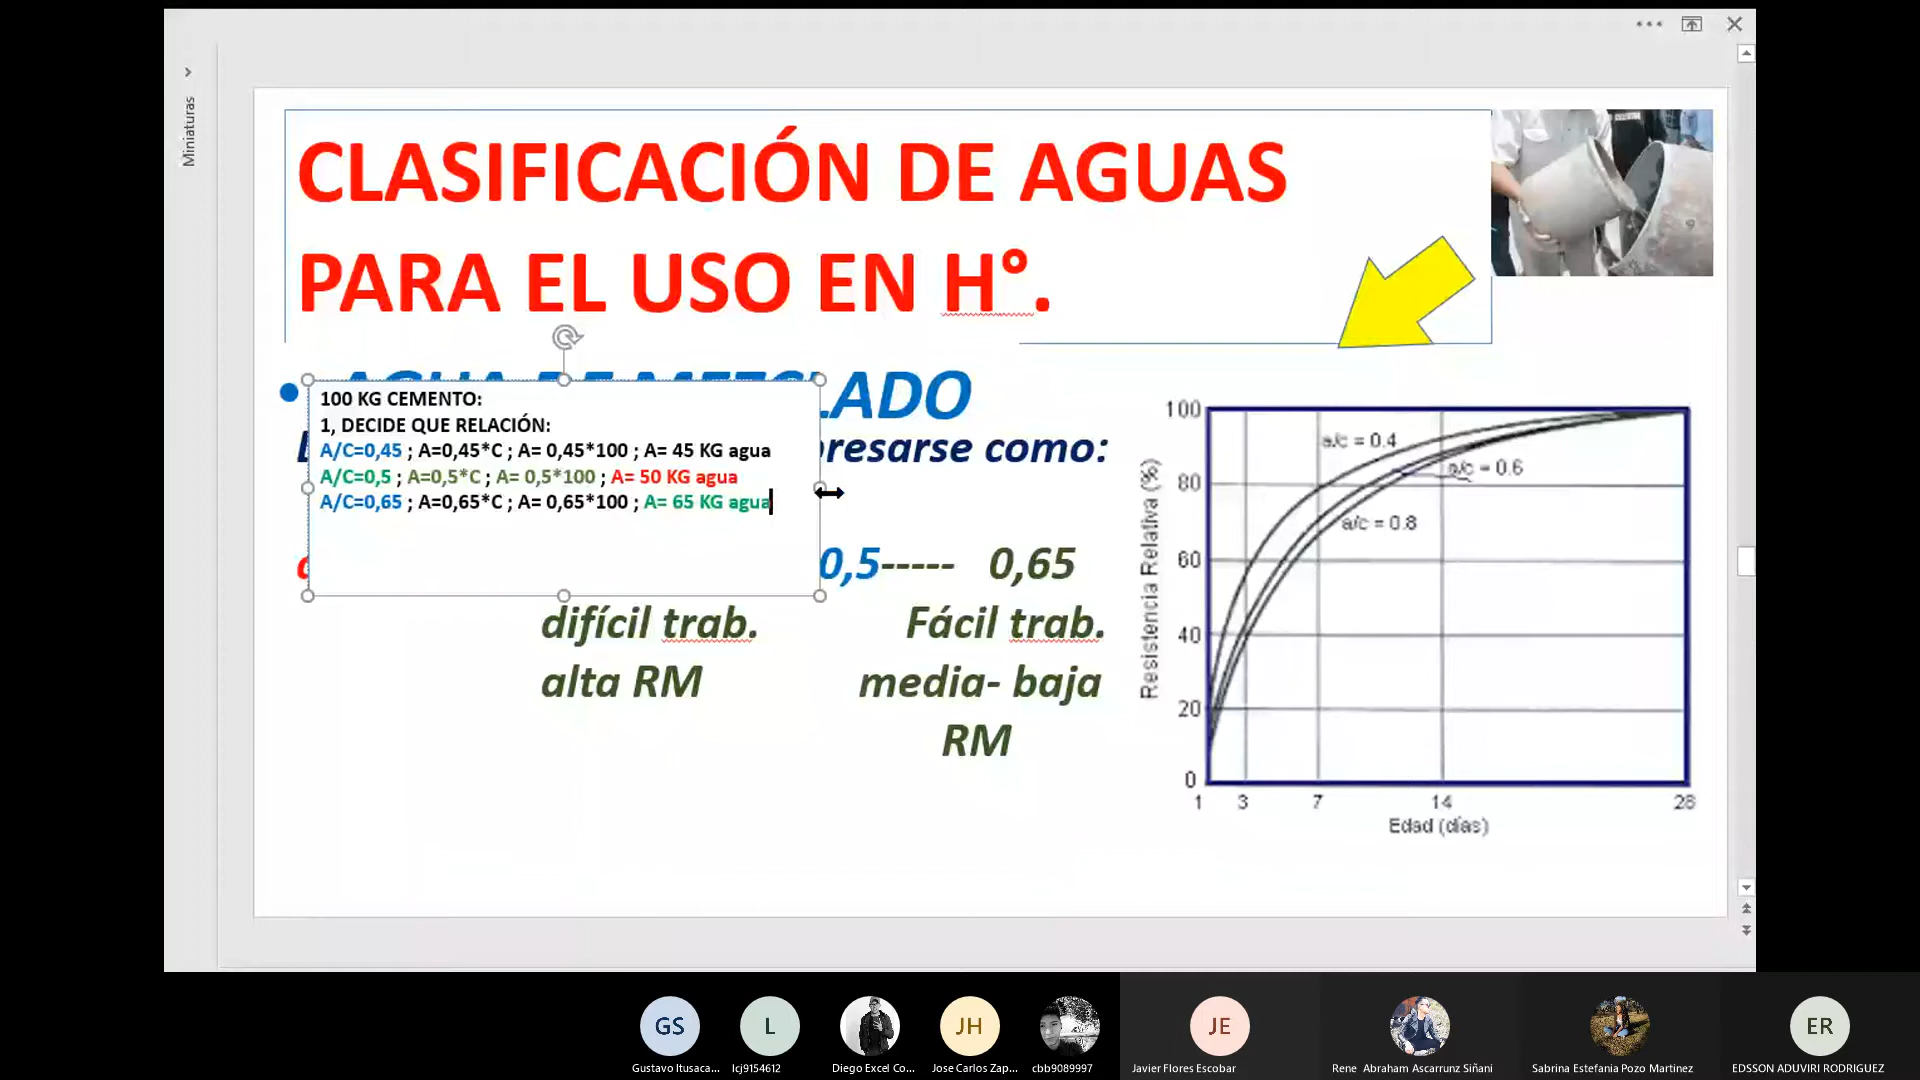 Miniaturas
CLASIFICACIÓN DE AGUAS
PARA EL USO EN H°.
100 KG CEMENTO:
1, DECIDE QUE RELACIÓN:
A/C=0,45 ; A=0,45*C ; A= 0,45*100 ; A= 45 KG agua
A/C=0,5 ; A=0,5*C ; A= 0,5*100 ; A= 50 KG agua
A/C=0,65 ; A=0,65*C ; A= 0,65*100 ; A= 65 KG agua
como:
0,5----- 0,65
difícil trab. Fácil trab.
alta RM media- baja
RM
Resistencia Relativa (%)
100
80
60
40
20
0
a/c = 0.4
a/c = 0.6
a/c = 0.8
1 3 7 14 28
Edad (días)
GS L JH JE ER
Gustavo Itusaca... lcj9154612 Diego Excel Co... Jose Carlos Zap... cbb9089997 Javier Flores Escobar Rene Abraham Ascarrunz Siñani Sabrina Estefania Pozo Martinez EDSSON ADUVIRI RODRIGUEZ